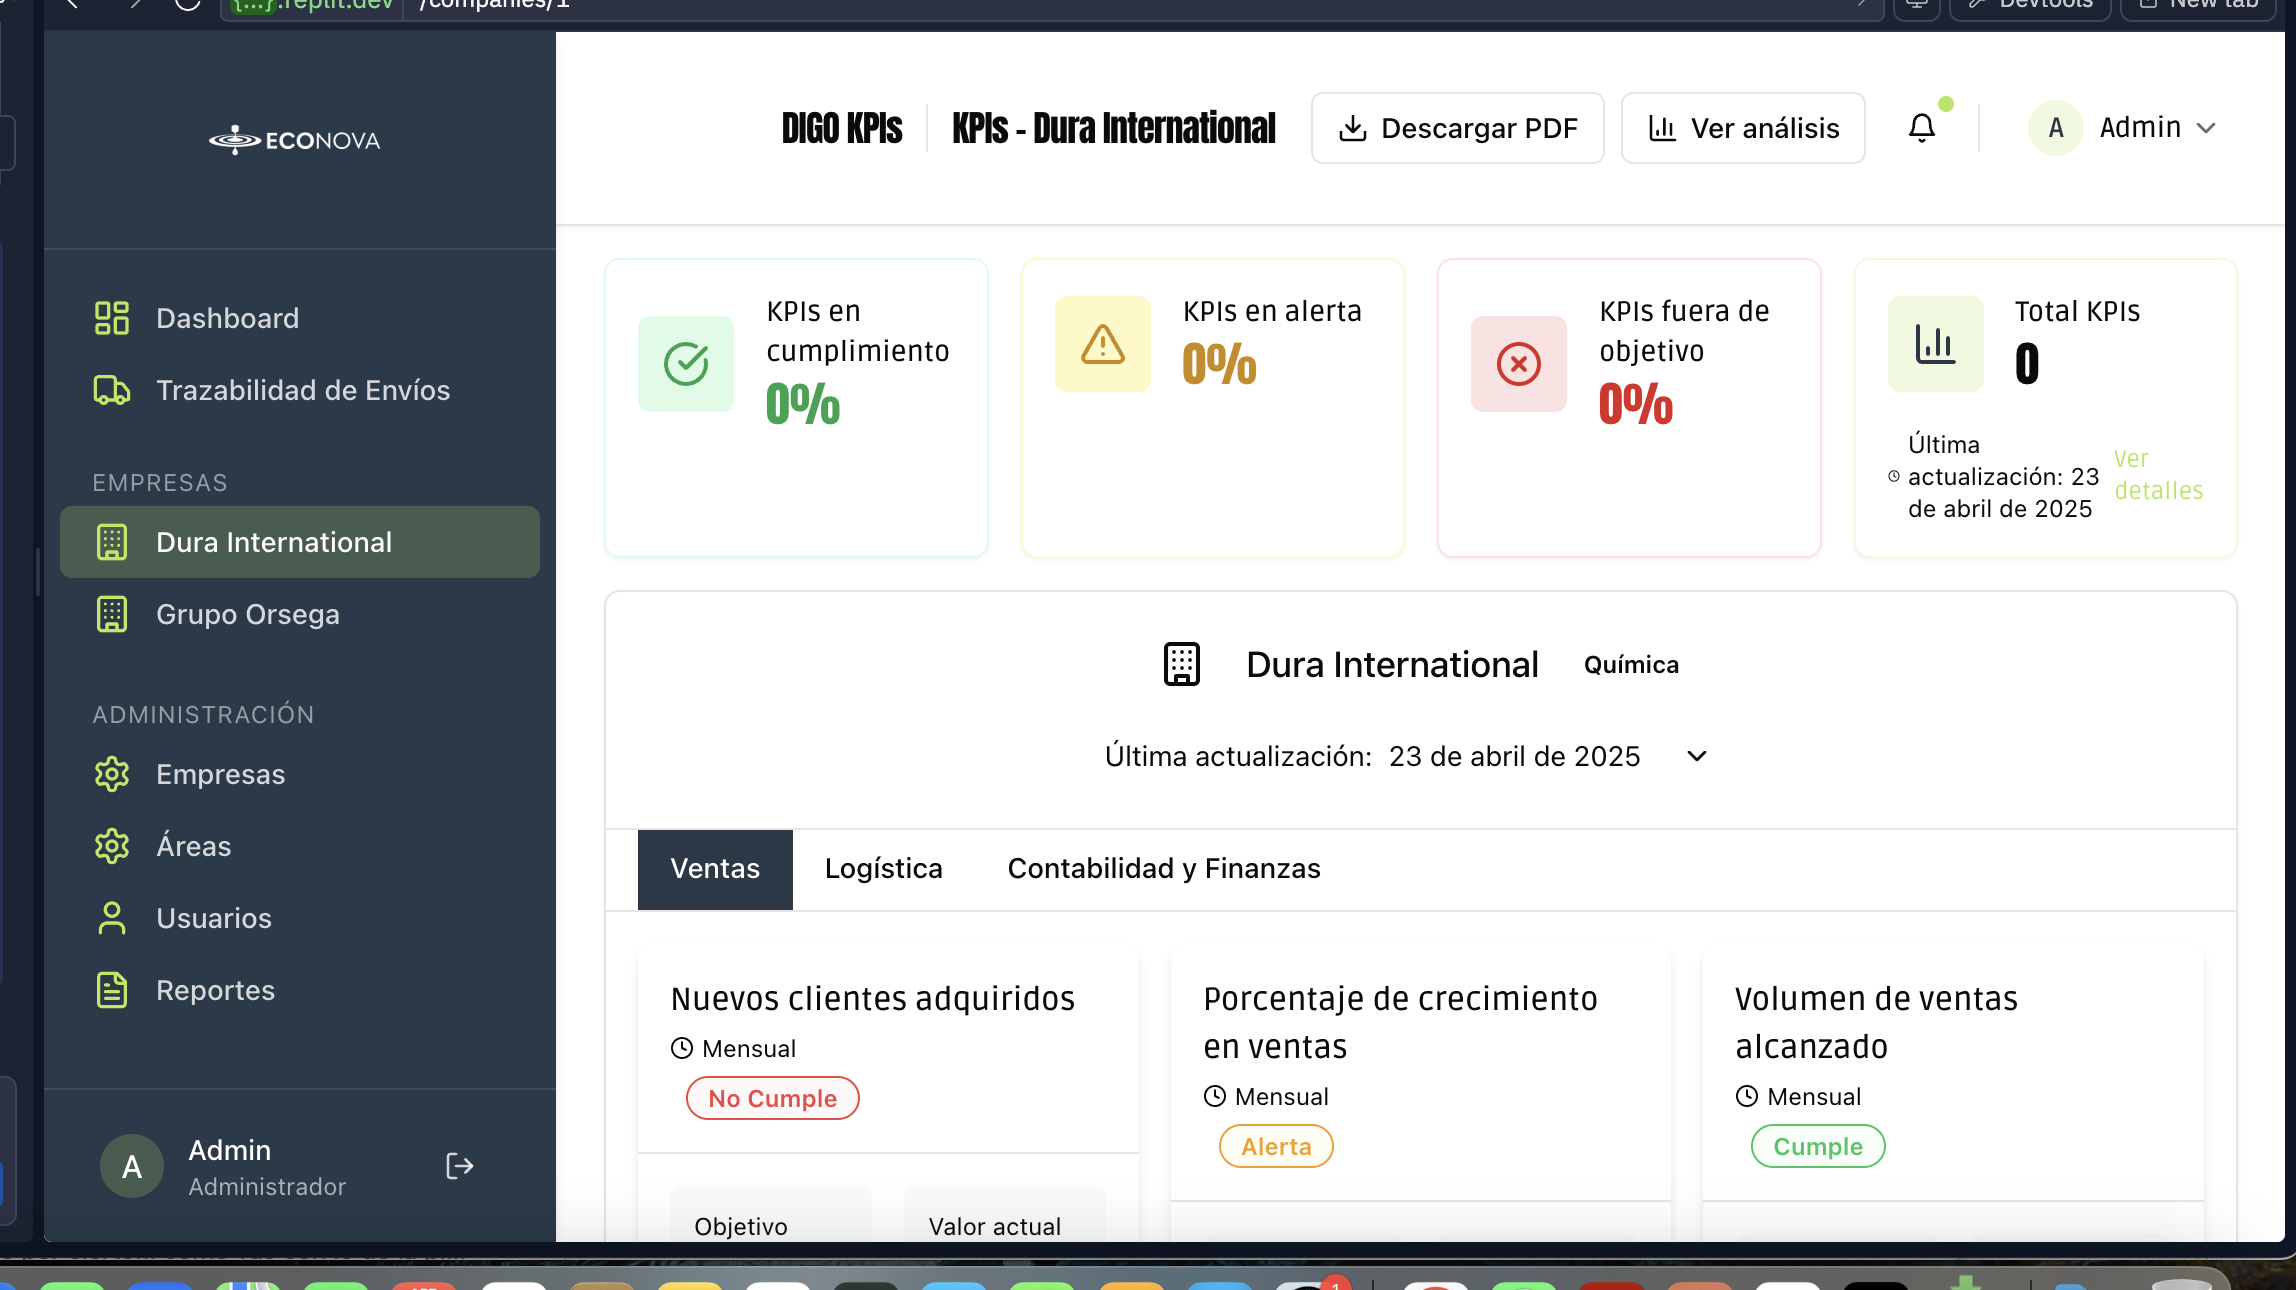 {...}.replit.dev /companies/1
Devtools
New tab
ECONOVA
DIGO KPIs
KPIs - Dura International
Descargar PDF
Ver análisis
A
Admin
Dashboard
Trazabilidad de Envíos
EMPRESAS
Dura International
Grupo Orsega
ADMINISTRACIÓN
Empresas
Áreas
Usuarios
Reportes
A
Admin
Administrador
KPIs en
cumplimiento
0%
KPIs en alerta
0%
KPIs fuera de
objetivo
0%
Total KPIs
0
Última
actualización: 23
de abril de 2025
Ver
detalles
Dura International
Química
Última actualización: 23 de abril de 2025
Ventas
Logística
Contabilidad y Finanzas
Nuevos clientes adquiridos
Mensual
No Cumple
Objetivo
Valor actual
Porcentaje de crecimiento
en ventas
Mensual
Alerta
Volumen de ventas
alcanzado
Mensual
Cumple
1